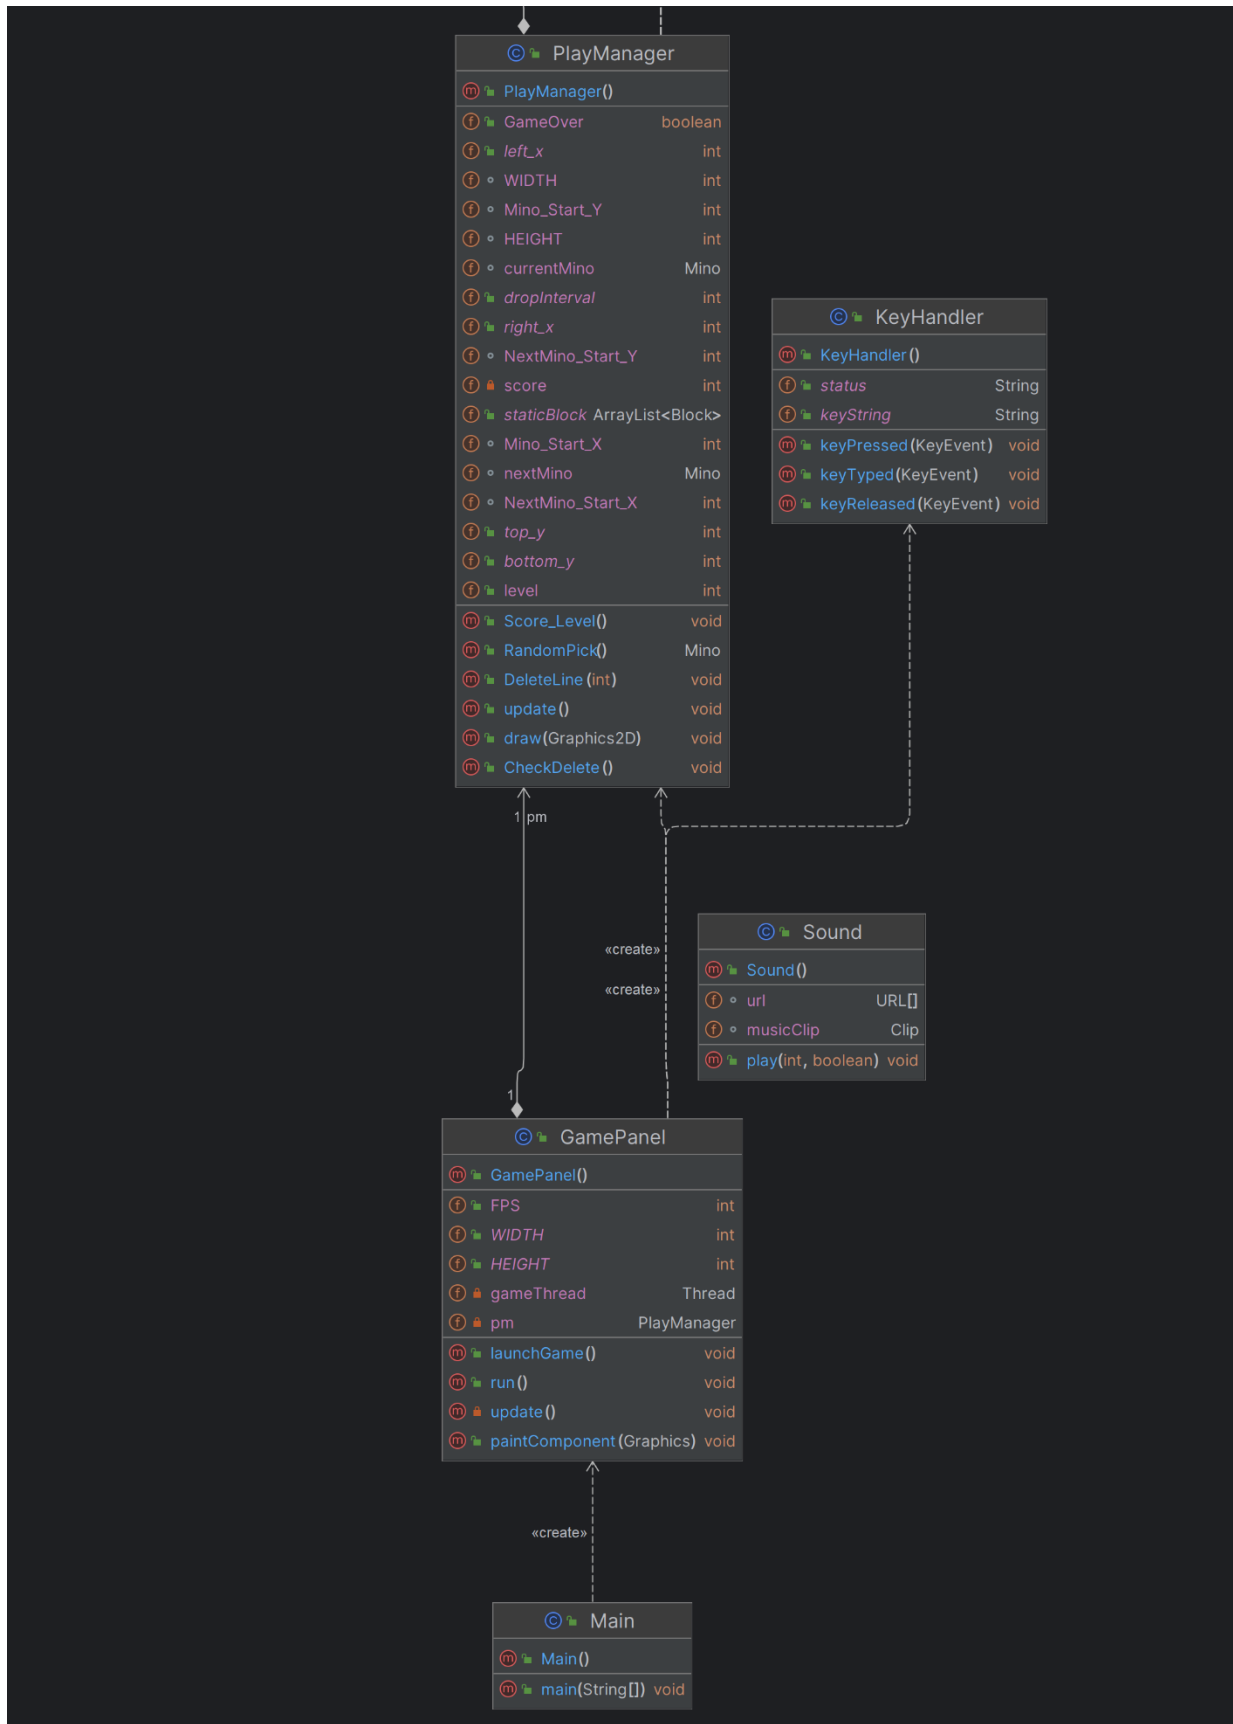 PlayManager
PlayManager()
GameOver boolean
left_x int
WIDTH int
Mino_Start_Y int
HEIGHT int
currentMino Mino
dropInterval int
right_x int
NextMino_Start_Y int
score int
staticBlock ArrayList<Block>
Mino_Start_X int
nextMino Mino
NextMino_Start_X int
top_y int
bottom_y int
level int
Score_Level() void
RandomPick() Mino
DeleteLine(int) void
update() void
draw(Graphics2D) void
CheckDelete() void
KeyHandler
KeyHandler()
status String
keyString String
keyPressed(KeyEvent) void
keyTyped(KeyEvent) void
keyReleased(KeyEvent) void
1 pm
«create»
«create»
Sound
Sound()
url URL[]
musicClip Clip
play(int, boolean) void
1
GamePanel
GamePanel()
FPS int
WIDTH int
HEIGHT int
gameThread Thread
pm PlayManager
launchGame() void
run() void
update() void
paintComponent(Graphics) void
«create»
Main
Main()
main(String[]) void